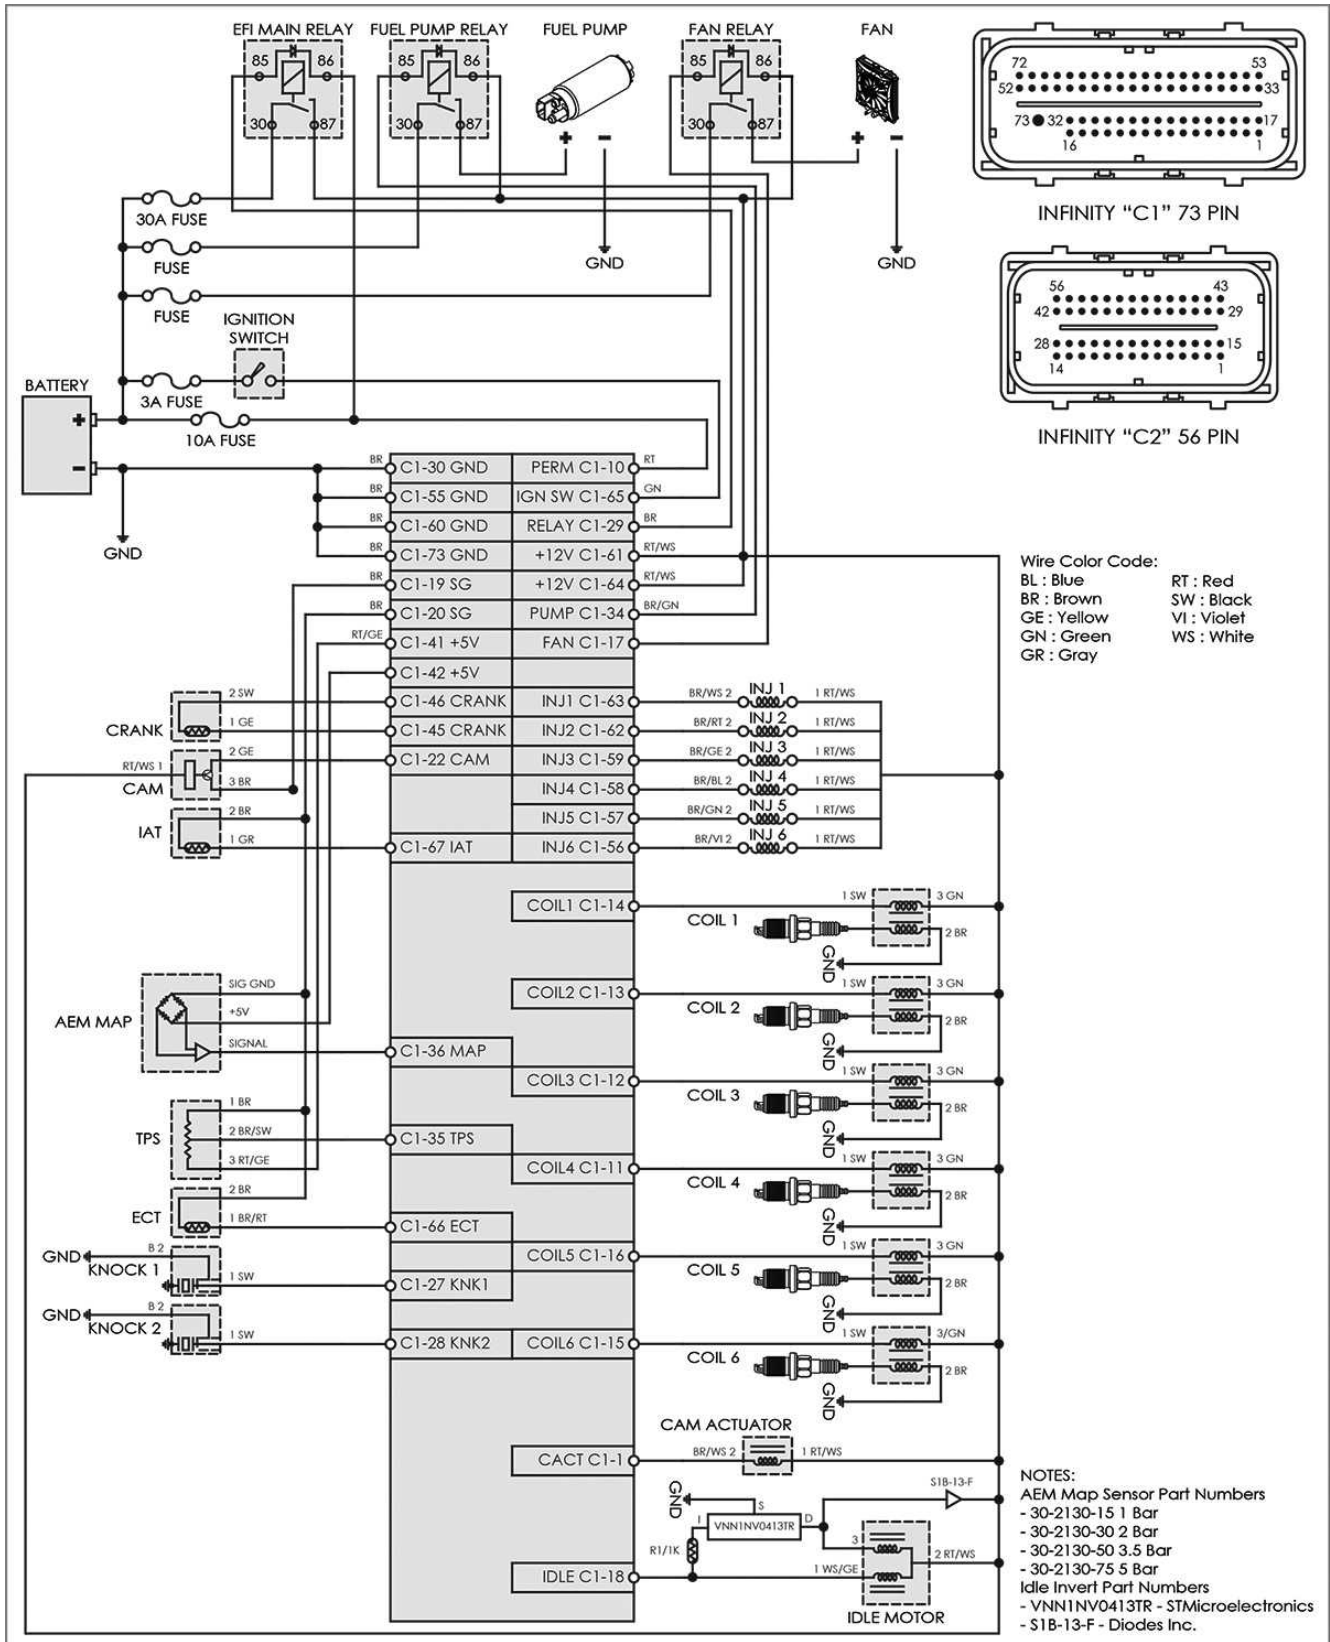 EFI MAIN RELAY
FUEL PUMP RELAY
FUEL PUMP
FAN RELAY
FAN
85 86
30 87
85 86
30 87
85 86
30 87
+ −
+ −
72 53
52 33
73 32 17
16 1
INFINITY “C1” 73 PIN
30A FUSE
FUSE
FUSE
GND
GND
56 43
42 29
28 15
14 1
INFINITY “C2” 56 PIN
IGNITION
SWITCH
3A FUSE
10A FUSE
BATTERY
+
−
GND
BR C1-30 GND PERM C1-10 RT
BR C1-55 GND IGN SW C1-65 GN
BR C1-60 GND RELAY C1-29 BR
BR C1-73 GND +12V C1-61 RT/WS
BR C1-19 SG +12V C1-64 RT/WS
BR C1-20 SG PUMP C1-34 BR/GN
RT/GE C1-41 +5V FAN C1-17
C1-42 +5V
C1-46 CRANK INJ1 C1-63 BR/WS 2 INJ 1 1 RT/WS
C1-45 CRANK INJ2 C1-62 BR/RT 2 INJ 2 1 RT/WS
C1-22 CAM INJ3 C1-59 BR/GE 2 INJ 3 1 RT/WS
INJ4 C1-58 BR/BL 2 INJ 4 1 RT/WS
INJ5 C1-57 BR/GN 2 INJ 5 1 RT/WS
C1-67 IAT INJ6 C1-56 BR/VI 2 INJ 6 1 RT/WS
Wire Color Code:
BL : Blue RT : Red
BR : Brown SW : Black
GE : Yellow VI : Violet
GN : Green WS : White
GR : Gray
CRANK
2 SW
1 GE
CAM
RT/WS 1
2 GE
3 BR
IAT
2 BR
1 GR
COIL1 C1-14
COIL 1
1 SW 3 GN
2 BR
GND
COIL2 C1-13
COIL 2
1 SW 3 GN
2 BR
GND
AEM MAP
SIG GND
+5V
SIGNAL
C1-36 MAP
COIL3 C1-12
COIL 3
1 SW 3 GN
2 BR
GND
TPS
1 BR
2 BR/SW
3 RT/GE
C1-35 TPS
COIL4 C1-11
COIL 4
1 SW 3 GN
2 BR
GND
ECT
2 BR
1 BR/RT
C1-66 ECT
COIL5 C1-16
COIL 5
1 SW 3 GN
2 BR
GND
GND
B 2
KNOCK 1
1 SW
C1-27 KNK1
GND
B 2
KNOCK 2
1 SW
C1-28 KNK2 COIL6 C1-15
COIL 6
1 SW 3/GN
2 BR
GND
CAM ACTUATOR
CACT C1-1 BR/WS 2 1 RT/WS
GND
S
I VNN1NV0413TR D
S1B-13-F
R1/1K
3
2 RT/WS
1 WS/GE
IDLE C1-18
IDLE MOTOR
NOTES:
AEM Map Sensor Part Numbers
- 30-2130-15 1 Bar
- 30-2130-30 2 Bar
- 30-2130-50 3.5 Bar
- 30-2130-75 5 Bar
Idle Invert Part Numbers
- VNN1NV0413TR - STMicroelectronics
- S1B-13-F - Diodes Inc.